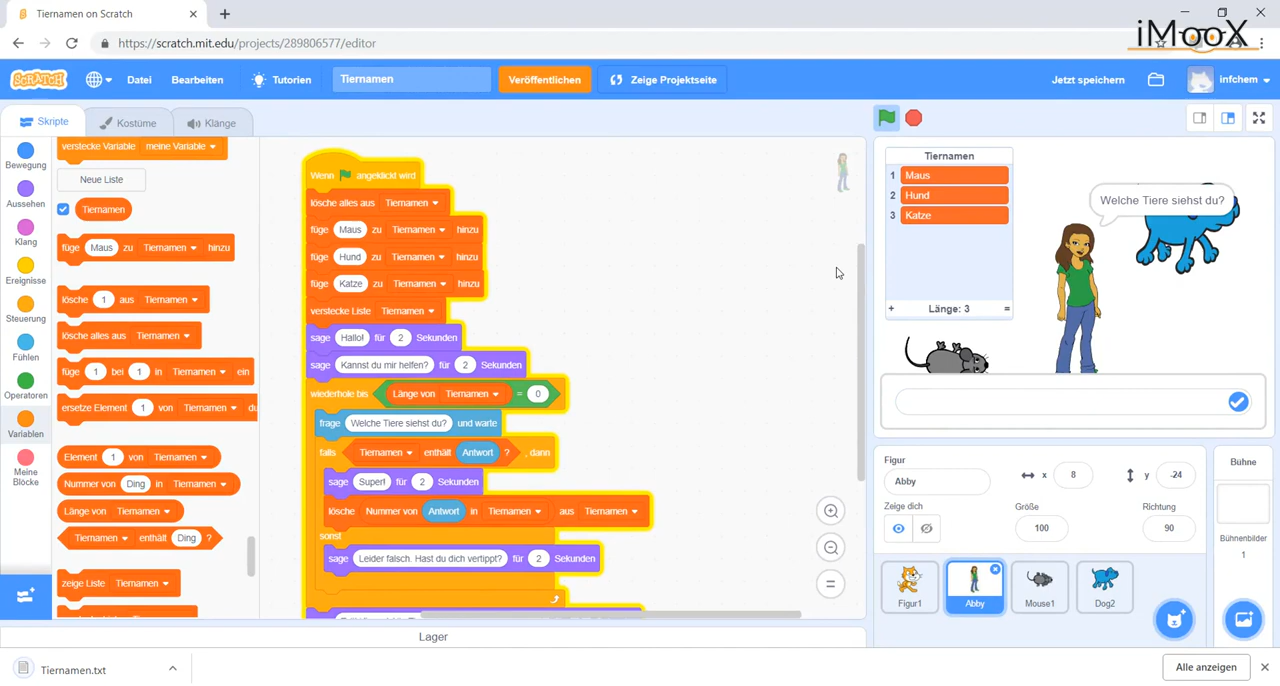 Tiernamen on Scratch
https://scratch.mit.edu/projects/289806577/editor
iMooX
SCRATCH
Datei
Bearbeiten
Tutorien
Tiernamen
Veröffentlichen
Zeige Projektseite
Jetzt speichern
infchem
Skripte
Kostüme
Klänge
Bewegung
Aussehen
Klang
Ereignisse
Steuerung
Fühlen
Operatoren
Variablen
Meine
Blöcke
verstecke Variable meine Variable
Neue Liste
Tiernamen
füge Maus zu Tiernamen hinzu
lösche 1 aus Tiernamen
lösche alles aus Tiernamen
füge 1 bei 1 in Tiernamen ein
ersetze Element 1 von Tiernamen du
Element 1 von Tiernamen
Nummer von Ding in Tiernamen
Länge von Tiernamen
Tiernamen enthält Ding ?
zeige Liste Tiernamen
Wenn angeklickt wird
lösche alles aus Tiernamen
füge Maus zu Tiernamen hinzu
füge Hund zu Tiernamen hinzu
füge Katze zu Tiernamen hinzu
verstecke Liste Tiernamen
sage Hallo! für 2 Sekunden
sage Kannst du mir helfen? für 2 Sekunden
wiederhole bis Länge von Tiernamen = 0
frage Welche Tiere siehst du? und warte
falls Tiernamen enthält Antwort ? , dann
sage Super! für 2 Sekunden
lösche Nummer von Antwort in Tiernamen aus Tiernamen
sonst
sage Leider falsch. Hast du dich vertippt? für 2 Sekunden
Lager
Tiernamen
1 Maus
2 Hund
3 Katze
+ Länge: 3 =
Welche Tiere siehst du?
Figur
Abby
x 8
y -24
Zeige dich
Größe
100
Richtung
90
Figur1
Abby
Mouse1
Dog2
Bühne
Bühnenbilder
1
Tiernamen.txt
Alle anzeigen